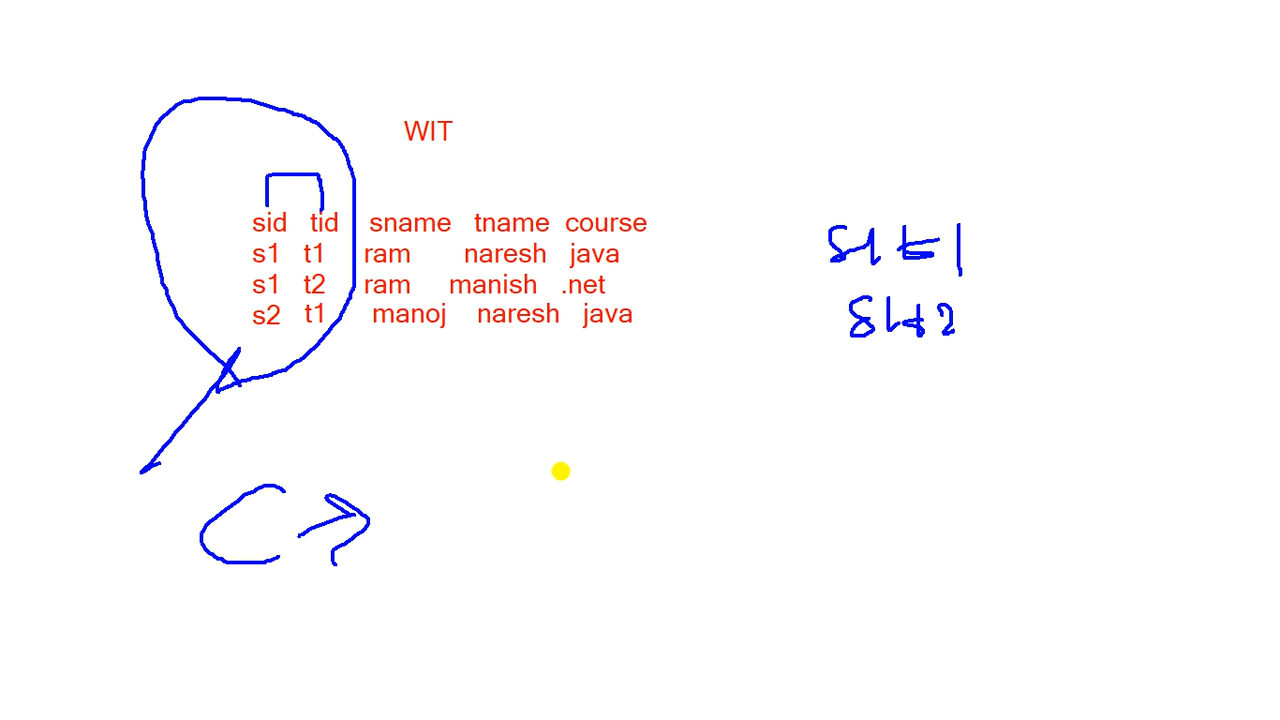 WIT
sid tid sname tname course
s1 t1 ram naresh java
s1 t2 ram manish .net
s2 t1 manoj naresh java
s1 t1
s1 t2